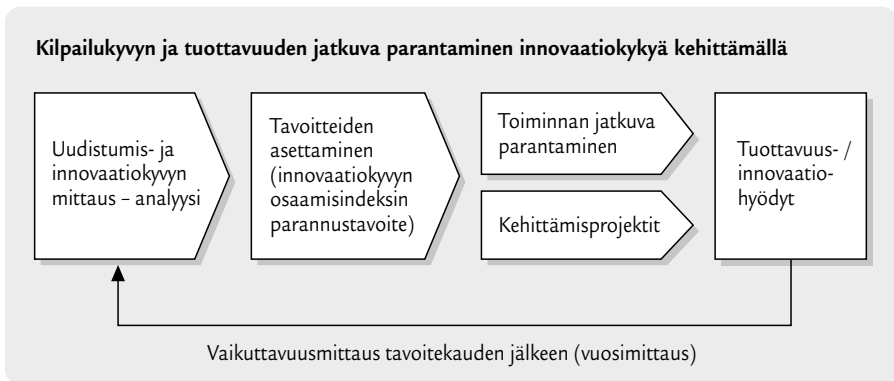 Kilpailukyvyn ja tuottavuuden jatkuva parantaminen innovaatiokykyä kehittämällä
Uudistumis- ja
innovaatiokyvyn
mittaus – analyysi
Tavoitteiden
asettaminen
(innovaatiokyvyn
osaamisindeksin
parannustavoite)
Toiminnan jatkuva
parantaminen
Kehittämisprojektit
Tuottavuus- /
innovaatio-
hyödyt
Vaikuttavuusmittaus tavoitekauden jälkeen (vuosimittaus)